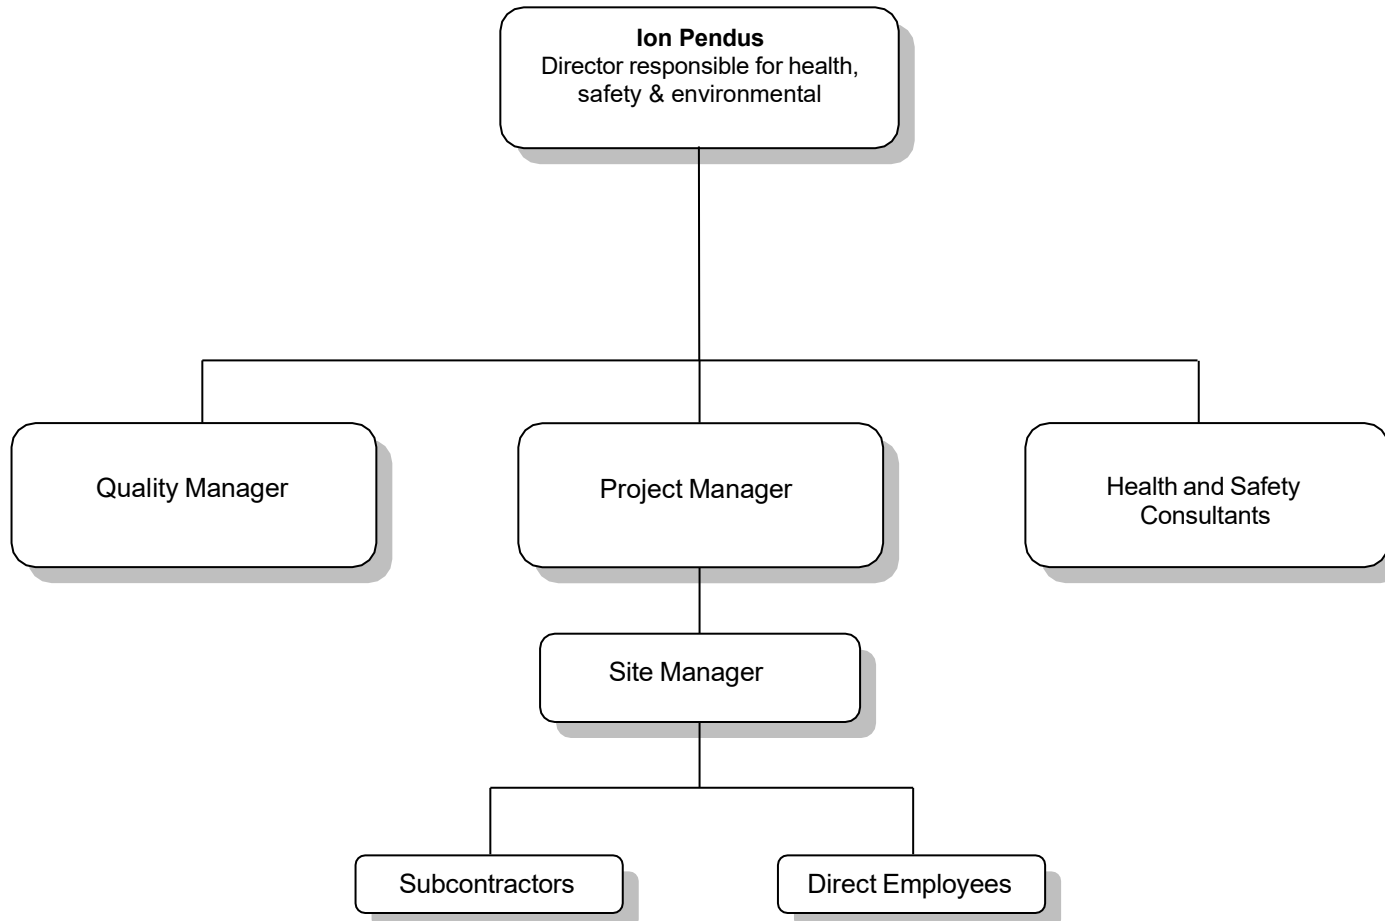 Ion Pendus
Director responsible for health,
safety & environmental
Quality Manager
Project Manager
Health and Safety
Consultants
Site Manager
Subcontractors
Direct Employees